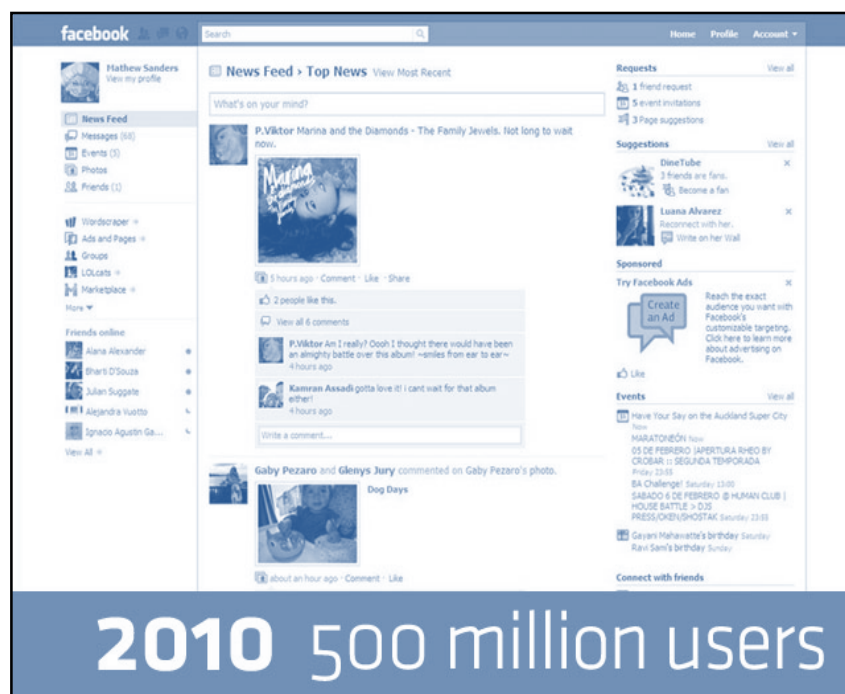 facebook
Search
Home Profile Account
Mathew Sanders
View my profile
News Feed
Messages (68)
Events (5)
Photos
Friends (1)
Wordscraper
Ads and Pages
Groups
LOLcats
Marketplace
More
Friends online
Alana Alexander
Bharti D'Souza
Julian Suggate
Alejandra Vuotto
Ignacio Agustin Ga...
View All
News Feed › Top News View Most Recent
What's on your mind?
P.Viktor Marina and the Diamonds - The Family Jewels. Not long to wait
now.
Marina
and the diamonds
the family
jewels
5 hours ago · Comment · Like · Share
2 people like this.
View all 6 comments
P.Viktor Am I really? Oooh I thought there would have been
an almighty battle over this album! ~smiles from ear to ear~
4 hours ago
Kamran Assadi gotta love it! i cant wait for that album
either!
4 hours ago
Write a comment...
Gaby Pezaro and Glenys Jury commented on Gaby Pezaro's photo.
Dog Days
about an hour ago · Comment · Like
Requests View all
1 friend request
5 event invitations
3 Page suggestions
Suggestions View all
DineTube
3 friends are fans.
Become a fan
Luana Alvarez
Reconnect with her.
Write on her Wall
Sponsored
Try Facebook Ads
Create
an Ad
Reach the exact
audience you want with
Facebook's
customizable targeting.
Click here to learn more
about advertising on
Facebook.
Like
Events View all
Have Your Say on the Auckland Super City
Now
MARATONEÓN Now
05 DE FEBRERO |APERTURA RHEO BY
CROBAR :: SEGUNDA TEMPORADA
Friday 23:55
BA Challenge! Saturday 13:00
SABADO 6 DE FEBRERO @ HUMAN CLUB |
HOUSE BATTLE > DJS
PRESS/OKEN/SHOSTAK Saturday 23:55
Gayani Mahawatte's birthday Saturday
Ravi Sami's birthday Sunday
Connect with friends
2010 500 million users